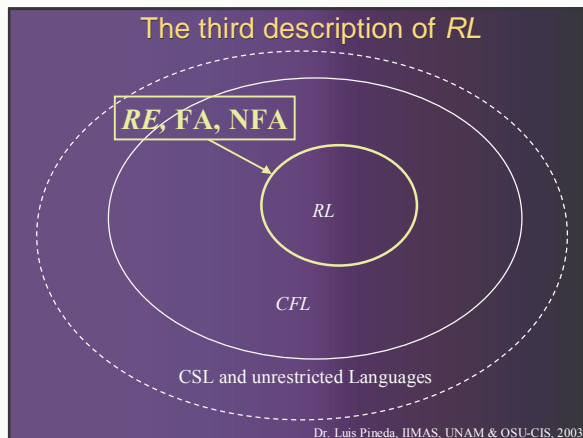 The third description of RL
RE, FA, NFA
RL
CFL
CSL and unrestricted Languages
Dr. Luis Pineda, IIMAS, UNAM & OSU-CIS, 2003